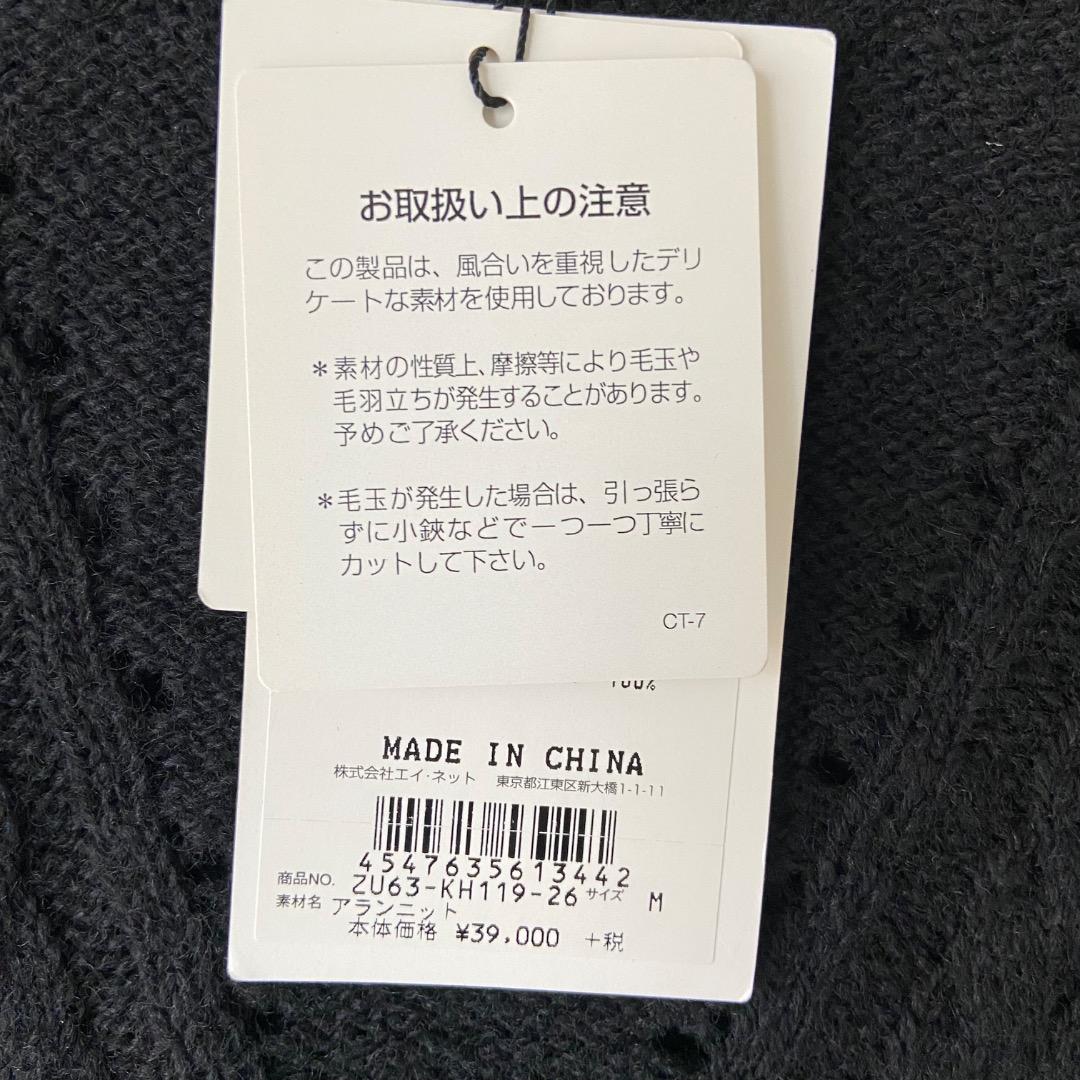 お取扱い上の注意
この製品は、風合いを重視したデリ
ケートな素材を使用しております。
＊素材の性質上、摩擦等により毛玉や
毛羽立ちが発生することがあります。
予めご了承ください。
＊毛玉が発生した場合は、引っ張ら
ずに小鋏などで一つ一つ丁寧に
カットして下さい。
CT-7
100%
MADE IN CHINA
株式会社エイ・ネット 東京都江東区新大橋1-1-11
4547635613442
商品NO. ZU63-KH119-26 サイズ M
素材名 アランニット
本体価格 ¥39,000 +税